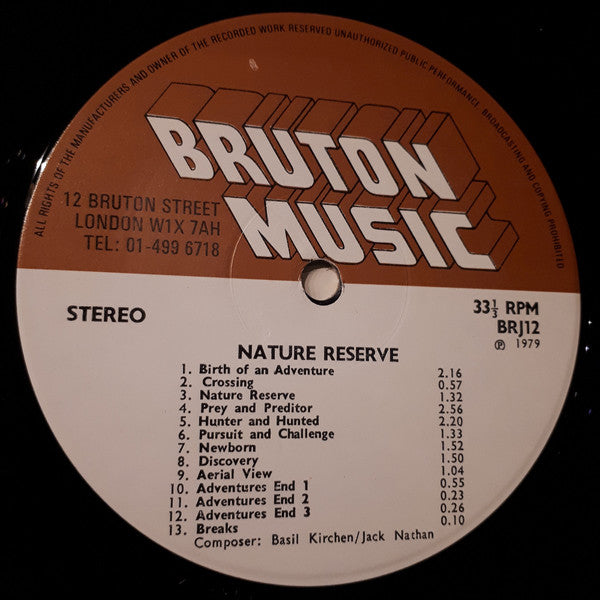 ALL RIGHTS OF THE MANUFACTURERS AND OWNER OF THE RECORDED WORK RESERVED UNAUTHORIZED PUBLIC PERFORMANCE, BROADCASTING AND COPYING PROHIBITED
BRUTON
MUSIC
12 BRUTON STREET
LONDON W1X 7AH
TEL: 01-499 6718
STEREO
33⅓ RPM
BRJ12
℗ 1979
NATURE RESERVE
1. Birth of an Adventure 2.16
2. Crossing 0.57
3. Nature Reserve 1.32
4. Prey and Preditor 2.56
5. Hunter and Hunted 2.20
6. Pursuit and Challenge 1.33
7. Newborn 1.52
8. Discovery 1.50
9. Aerial View 1.04
10. Adventures End 1 0.55
11. Adventures End 2 0.23
12. Adventures End 3 0.26
13. Breaks 0.10
Composer: Basil Kirchen/Jack Nathan